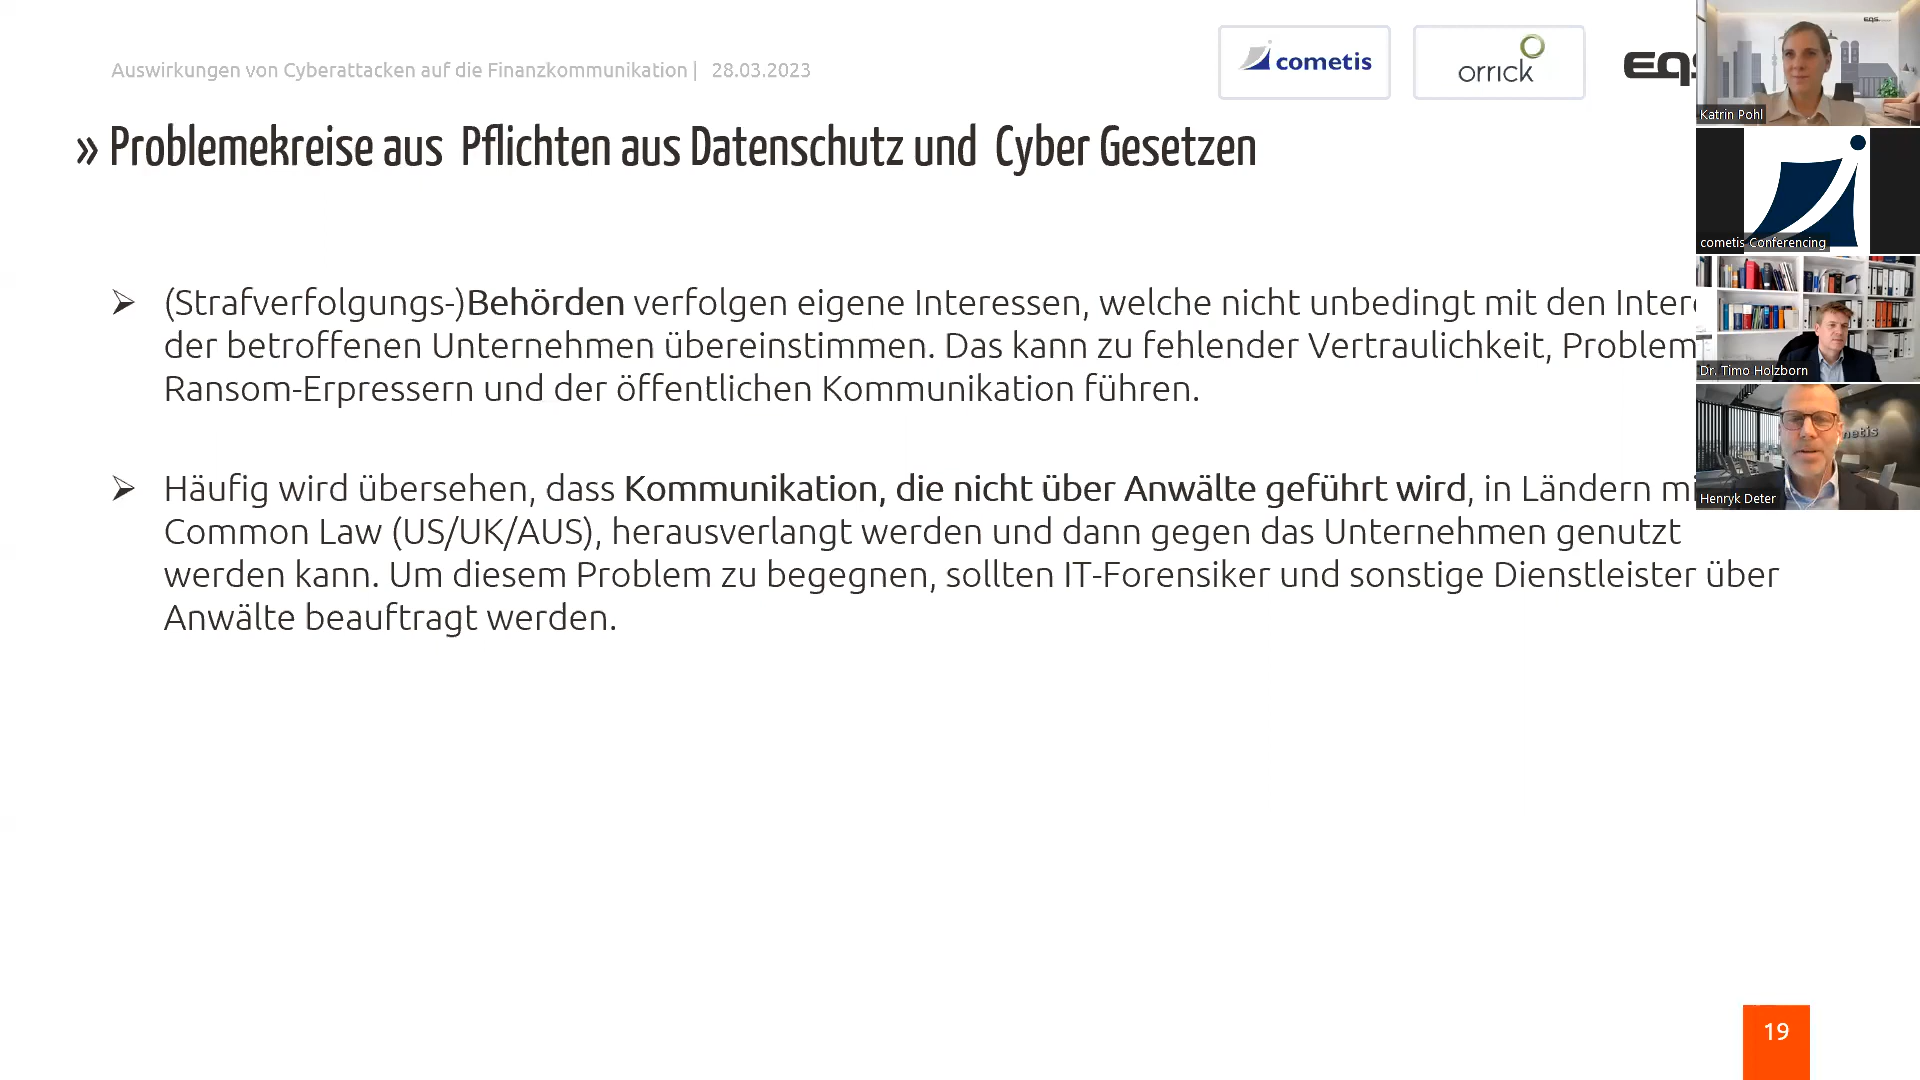 Auswirkungen von Cyberattacken auf die Finanzkommunikation | 28.03.2023
cometis
orrick
» Problemekreise aus Pflichten aus Datenschutz und Cyber Gesetzen
(Strafverfolgungs-)Behörden verfolgen eigene Interessen, welche nicht unbedingt mit den
der betroffenen Unternehmen übereinstimmen. Das kann zu fehlender Vertraulichkeit,
Ransom-Erpressern und der öffentlichen Kommunikation führen.
Häufig wird übersehen, dass Kommunikation, die nicht über Anwälte geführt wird, in Ländern
Common Law (US/UK/AUS), herausverlangt werden und dann gegen das Unternehmen genutzt
werden kann. Um diesem Problem zu begegnen, sollten IT-Forensiker und sonstige Dienstleister über
Anwälte beauftragt werden.
EQS
Katrin Pohl
cometis Conferencing
Dr. Timo Holzborn
Henryk Deter
19